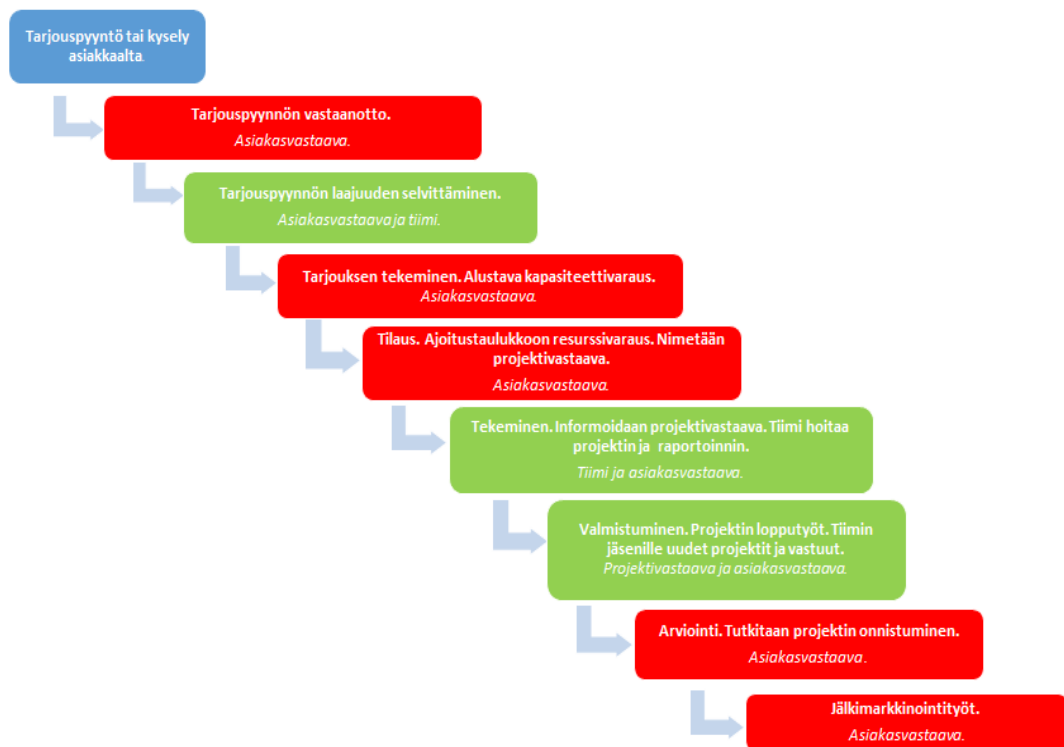 Tarjouspyyntö tai kysely
asiakkaalta.
Tarjouspyynnön vastaanotto.
Asiakasvastaava.
Tarjouspyynnön laajuuden selvittäminen.
Asiakasvastaava ja tiimi.
Tarjouksen tekeminen. Alustava kapasiteettivaraus.
Asiakasvastaava.
Tilaus. Ajoitustaulukkoon resurssivaraus. Nimetään
projektivastaava.
Asiakasvastaava.
Tekeminen. Informoidaan projektivastaava. Tiimi hoitaa
projektin ja raportoinnin.
Tiimi ja asiakasvastaava.
Valmistuminen. Projektin lopputyöt. Tiimin
jäsenille uudet projektit ja vastuut.
Projektivastaava ja asiakasvastaava.
Arviointi. Tutkitaan projektin onnistuminen.
Asiakasvastaava.
Jälkimarkkinointityöt.
Asiakasvastaava.